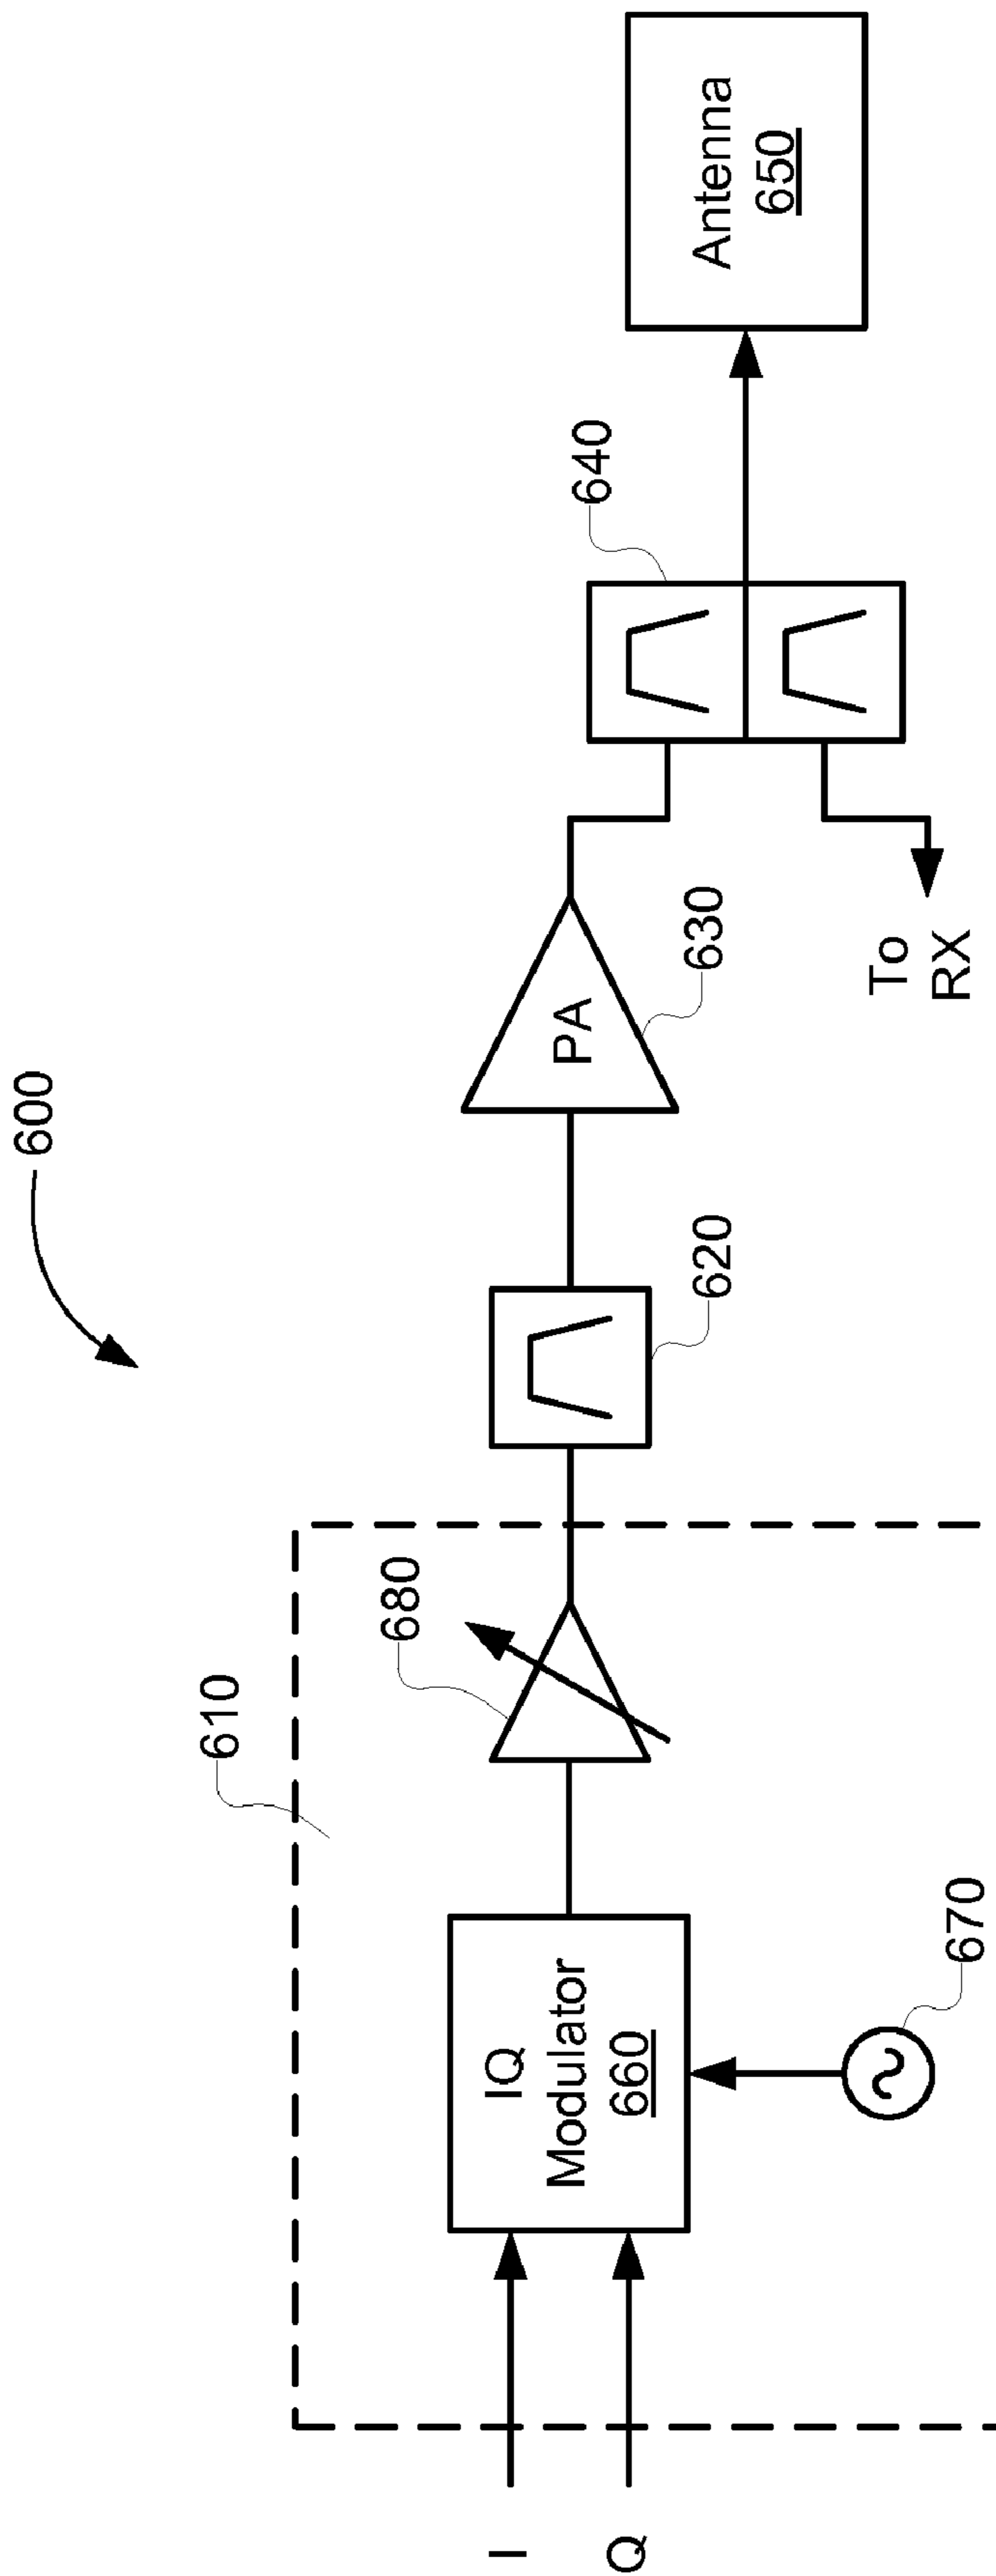 600
610
I
Q
IQ
Modulator
660
670
680
620
PA
630
To
RX
640
Antenna
650